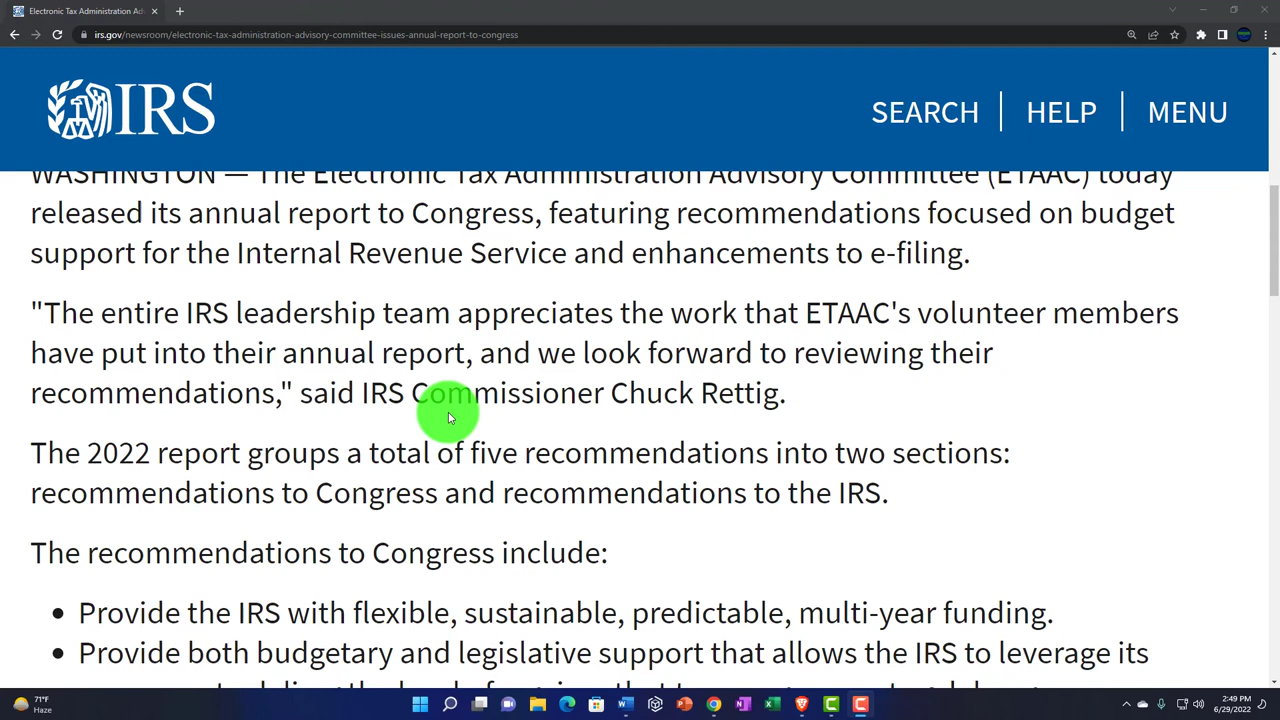 Electronic Tax Administration Ad
irs.gov/newsroom/electronic-tax-administration-advisory-committee-issues-annual-report-to-congress
IRS
SEARCH
HELP
MENU
WASHINGTON — The Electronic Tax Administration Advisory Committee (ETAAC) today
released its annual report to Congress, featuring recommendations focused on budget
support for the Internal Revenue Service and enhancements to e-filing.
"The entire IRS leadership team appreciates the work that ETAAC's volunteer members
have put into their annual report, and we look forward to reviewing their
recommendations," said IRS Commissioner Chuck Rettig.
The 2022 report groups a total of five recommendations into two sections:
recommendations to Congress and recommendations to the IRS.
The recommendations to Congress include:
• Provide the IRS with flexible, sustainable, predictable, multi-year funding.
• Provide both budgetary and legislative support that allows the IRS to leverage its
71°F
Haze
2:49 PM
6/29/2022